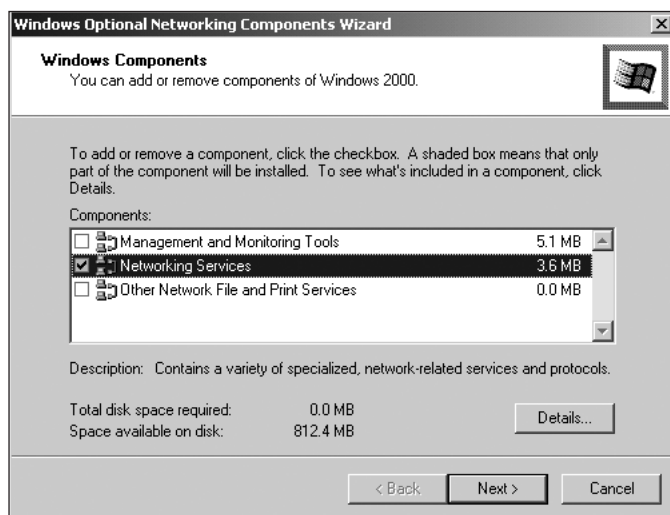 Windows Optional Networking Components Wizard
Windows Components
You can add or remove components of Windows 2000.
To add or remove a component, click the checkbox. A shaded box means that only
part of the component will be installed. To see what's included in a component, click
Details.
Components:
Management and Monitoring Tools 5.1 MB
Networking Services 3.6 MB
Other Network File and Print Services 0.0 MB
Description: Contains a variety of specialized, network-related services and protocols.
Total disk space required: 0.0 MB
Space available on disk: 812.4 MB
Details...
< Back Next > Cancel